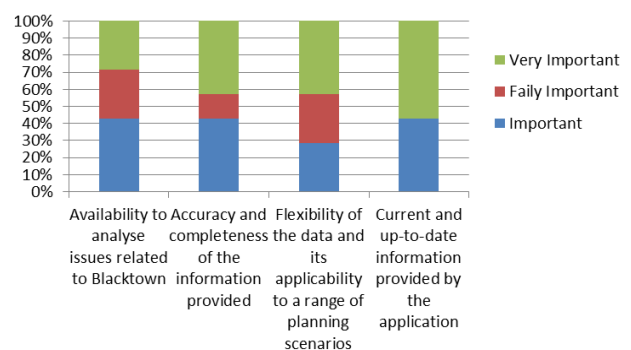 100%
90%
80%
70%
60%
50%
40%
30%
20%
10%
0%
Very Important
Faily Important
Important
Availability to
analyse
issues related
to Blacktown
Accuracy and
completeness
of the
information
provided
Flexibility of
the data and
its
applicability
to a range of
planning
scenarios
Current and
up-to-date
information
provided by
the
application